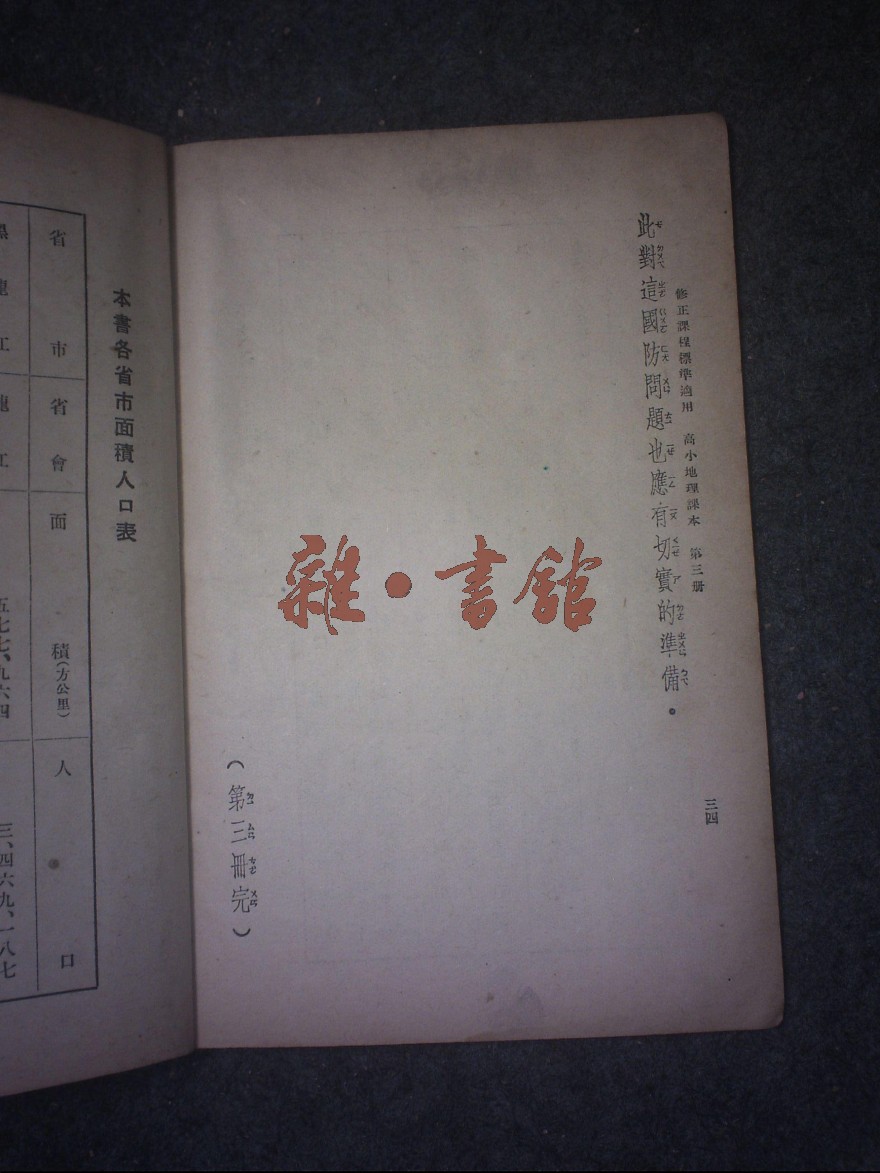 修正課程標準適用 高小地理課本 第三册
三四
此對這國防問題也應有切實的準備。
(第三冊完)
雜·書館
本書各省市面積人口表
省市
省會
面積(方公里)
人口
黑龍江
龍江
五七七、九六四
三、四六九、一八七